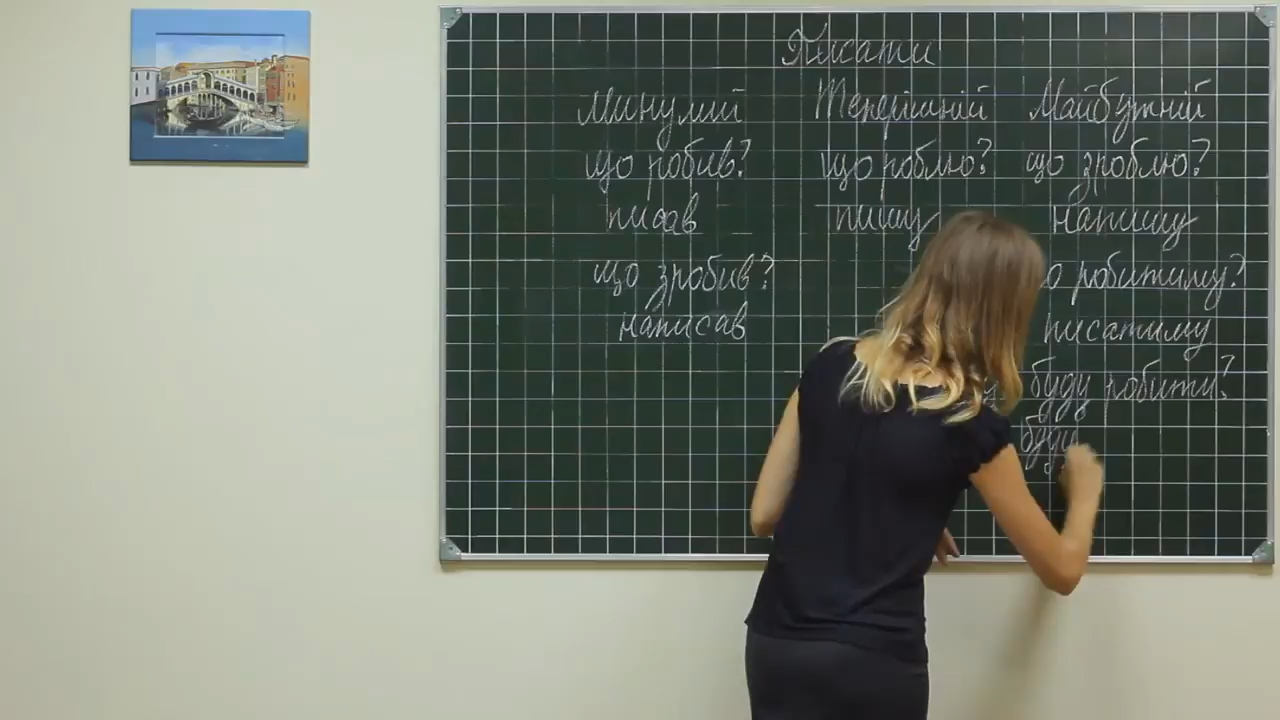 Писати
Минулий Теперішній Майбутній
що робив? що роблю? що зроблю?
писав пишу напишу
що зробив? робитиму?
написав писатиму
буду робити?
буду